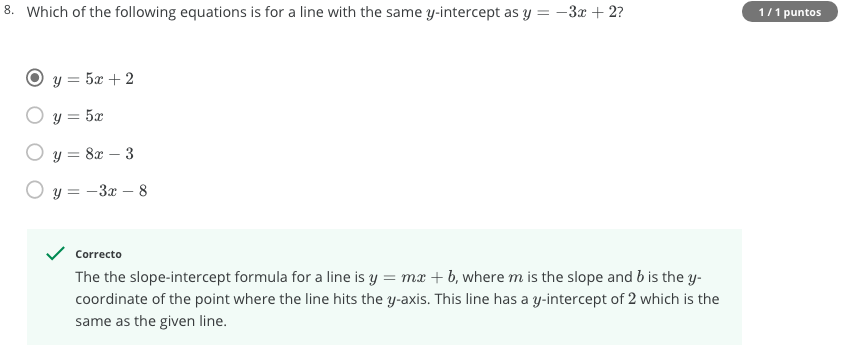 8. Which of the following equations is for a line with the same y-intercept as y = −3x + 2?
1 / 1 puntos
y = 5x + 2
y = 5x
y = 8x − 3
y = −3x − 8
Correcto
The the slope-intercept formula for a line is y = mx + b, where m is the slope and b is the y-
coordinate of the point where the line hits the y-axis. This line has a y-intercept of 2 which is the
same as the given line.